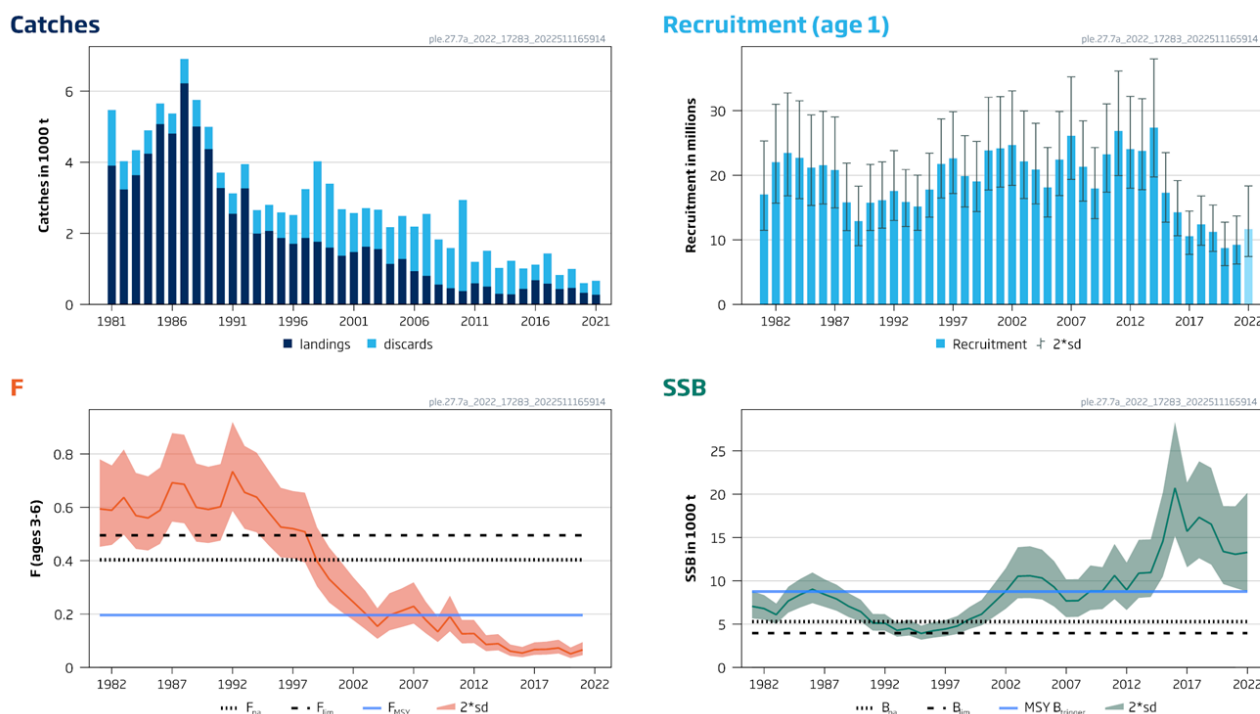 Catches
ple.27.7a_2022_17283_2022511165914
Catches in 1000 t
6
4
2
0
1981 1986 1991 1996 2001 2006 2011 2016 2021
landings discards
Recruitment (age 1)
ple.27.7a_2022_17283_2022511165914
Recruitment in millions
30
20
10
0
1982 1987 1992 1997 2002 2007 2012 2017 2022
Recruitment 2*sd
F
ple.27.7a_2022_17283_2022511165914
F (ages 3-6)
0.8
0.6
0.4
0.2
0
1982 1987 1992 1997 2002 2007 2012 2017 2022
Fpa Flim FMSY 2*sd
SSB
ple.27.7a_2022_17283_2022511165914
SSB in 1000 t
25
20
15
10
5
0
1982 1987 1992 1997 2002 2007 2012 2017 2022
Bpa Blim MSY Btrigger 2*sd